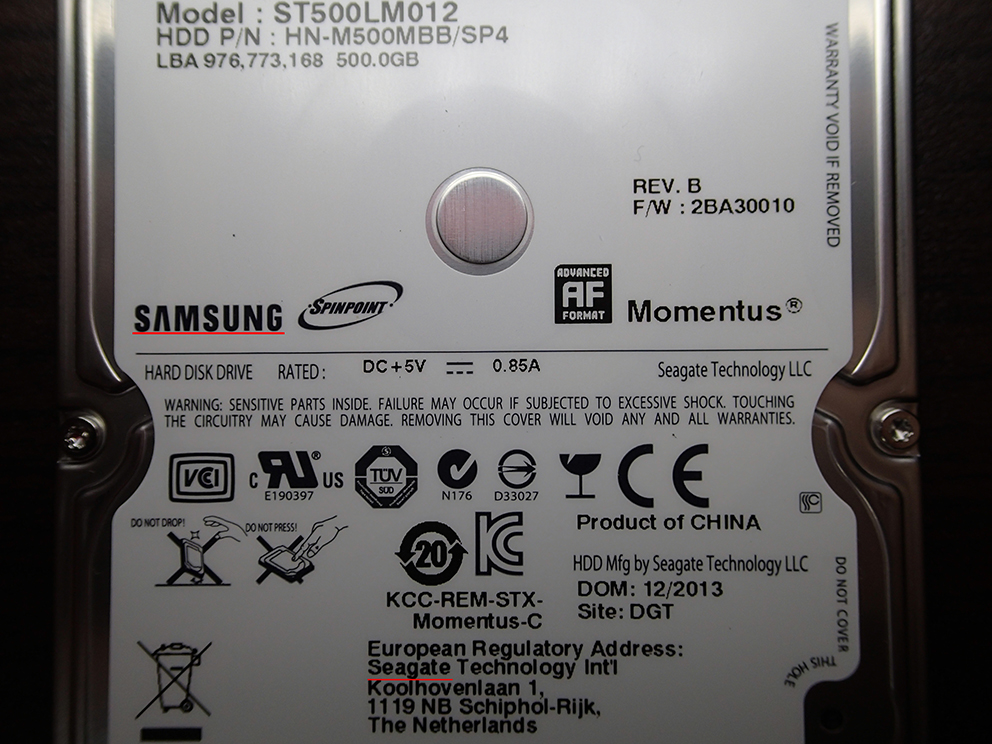 Model : ST500LM012
HDD P/N : HN-M500MBB/SP4
LBA 976,773,168 500.0GB
WARRANTY VOID IF REMOVED
REV. B
F/W : 2BA30010
SAMSUNG
SPINPOINT
ADVANCED
AF
FORMAT
Momentus®
HARD DISK DRIVE RATED : DC+5V 0.85A
Seagate Technology LLC
WARNING: SENSITIVE PARTS INSIDE. FAILURE MAY OCCUR IF SUBJECTED TO EXCESSIVE SHOCK. TOUCHING
THE CIRCUITRY MAY CAUSE DAMAGE. REMOVING THIS COVER WILL VOID ANY AND ALL WARRANTIES.
VCI
c RU® US
E190397
TÜV
SÜD
N176
D33027
CE
DO NOT DROP!
DO NOT PRESS!
20
KC
Product of CHINA
HDD Mfg by Seagate Technology LLC
DOM: 12/2013
Site: DGT
KCC-REM-STX-
Momentus-C
DO NOT COVER
THIS HOLE
European Regulatory Address:
Seagate Technology Int'l
Koolhovenlaan 1,
1119 NB Schiphol-Rijk,
The Netherlands